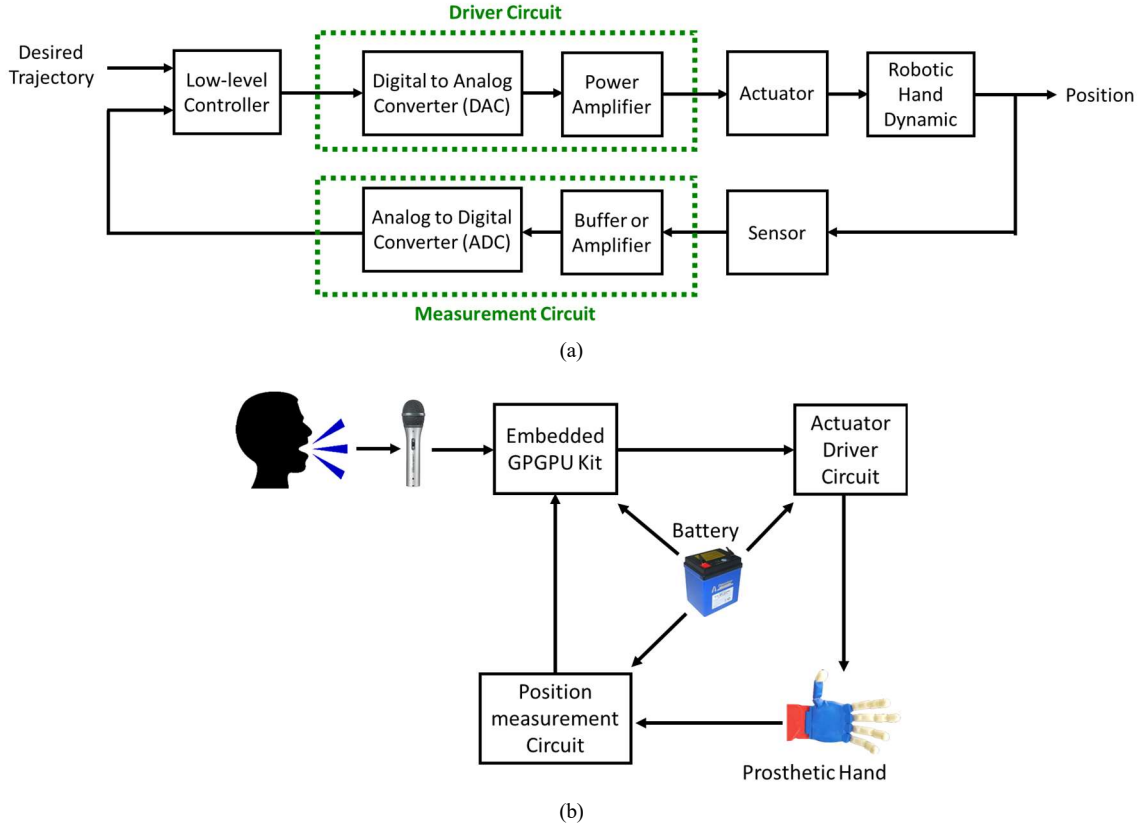 Driver Circuit
Desired
Trajectory
Low-level
Controller
Digital to Analog
Converter (DAC)
Power
Amplifier
Actuator
Robotic
Hand
Dynamic
Position
Analog to Digital
Converter (ADC)
Buffer or
Amplifier
Sensor
Measurement Circuit
(a)
Embedded
GPGPU Kit
Actuator
Driver
Circuit
Battery
Position
measurement
Circuit
Prosthetic Hand
(b)